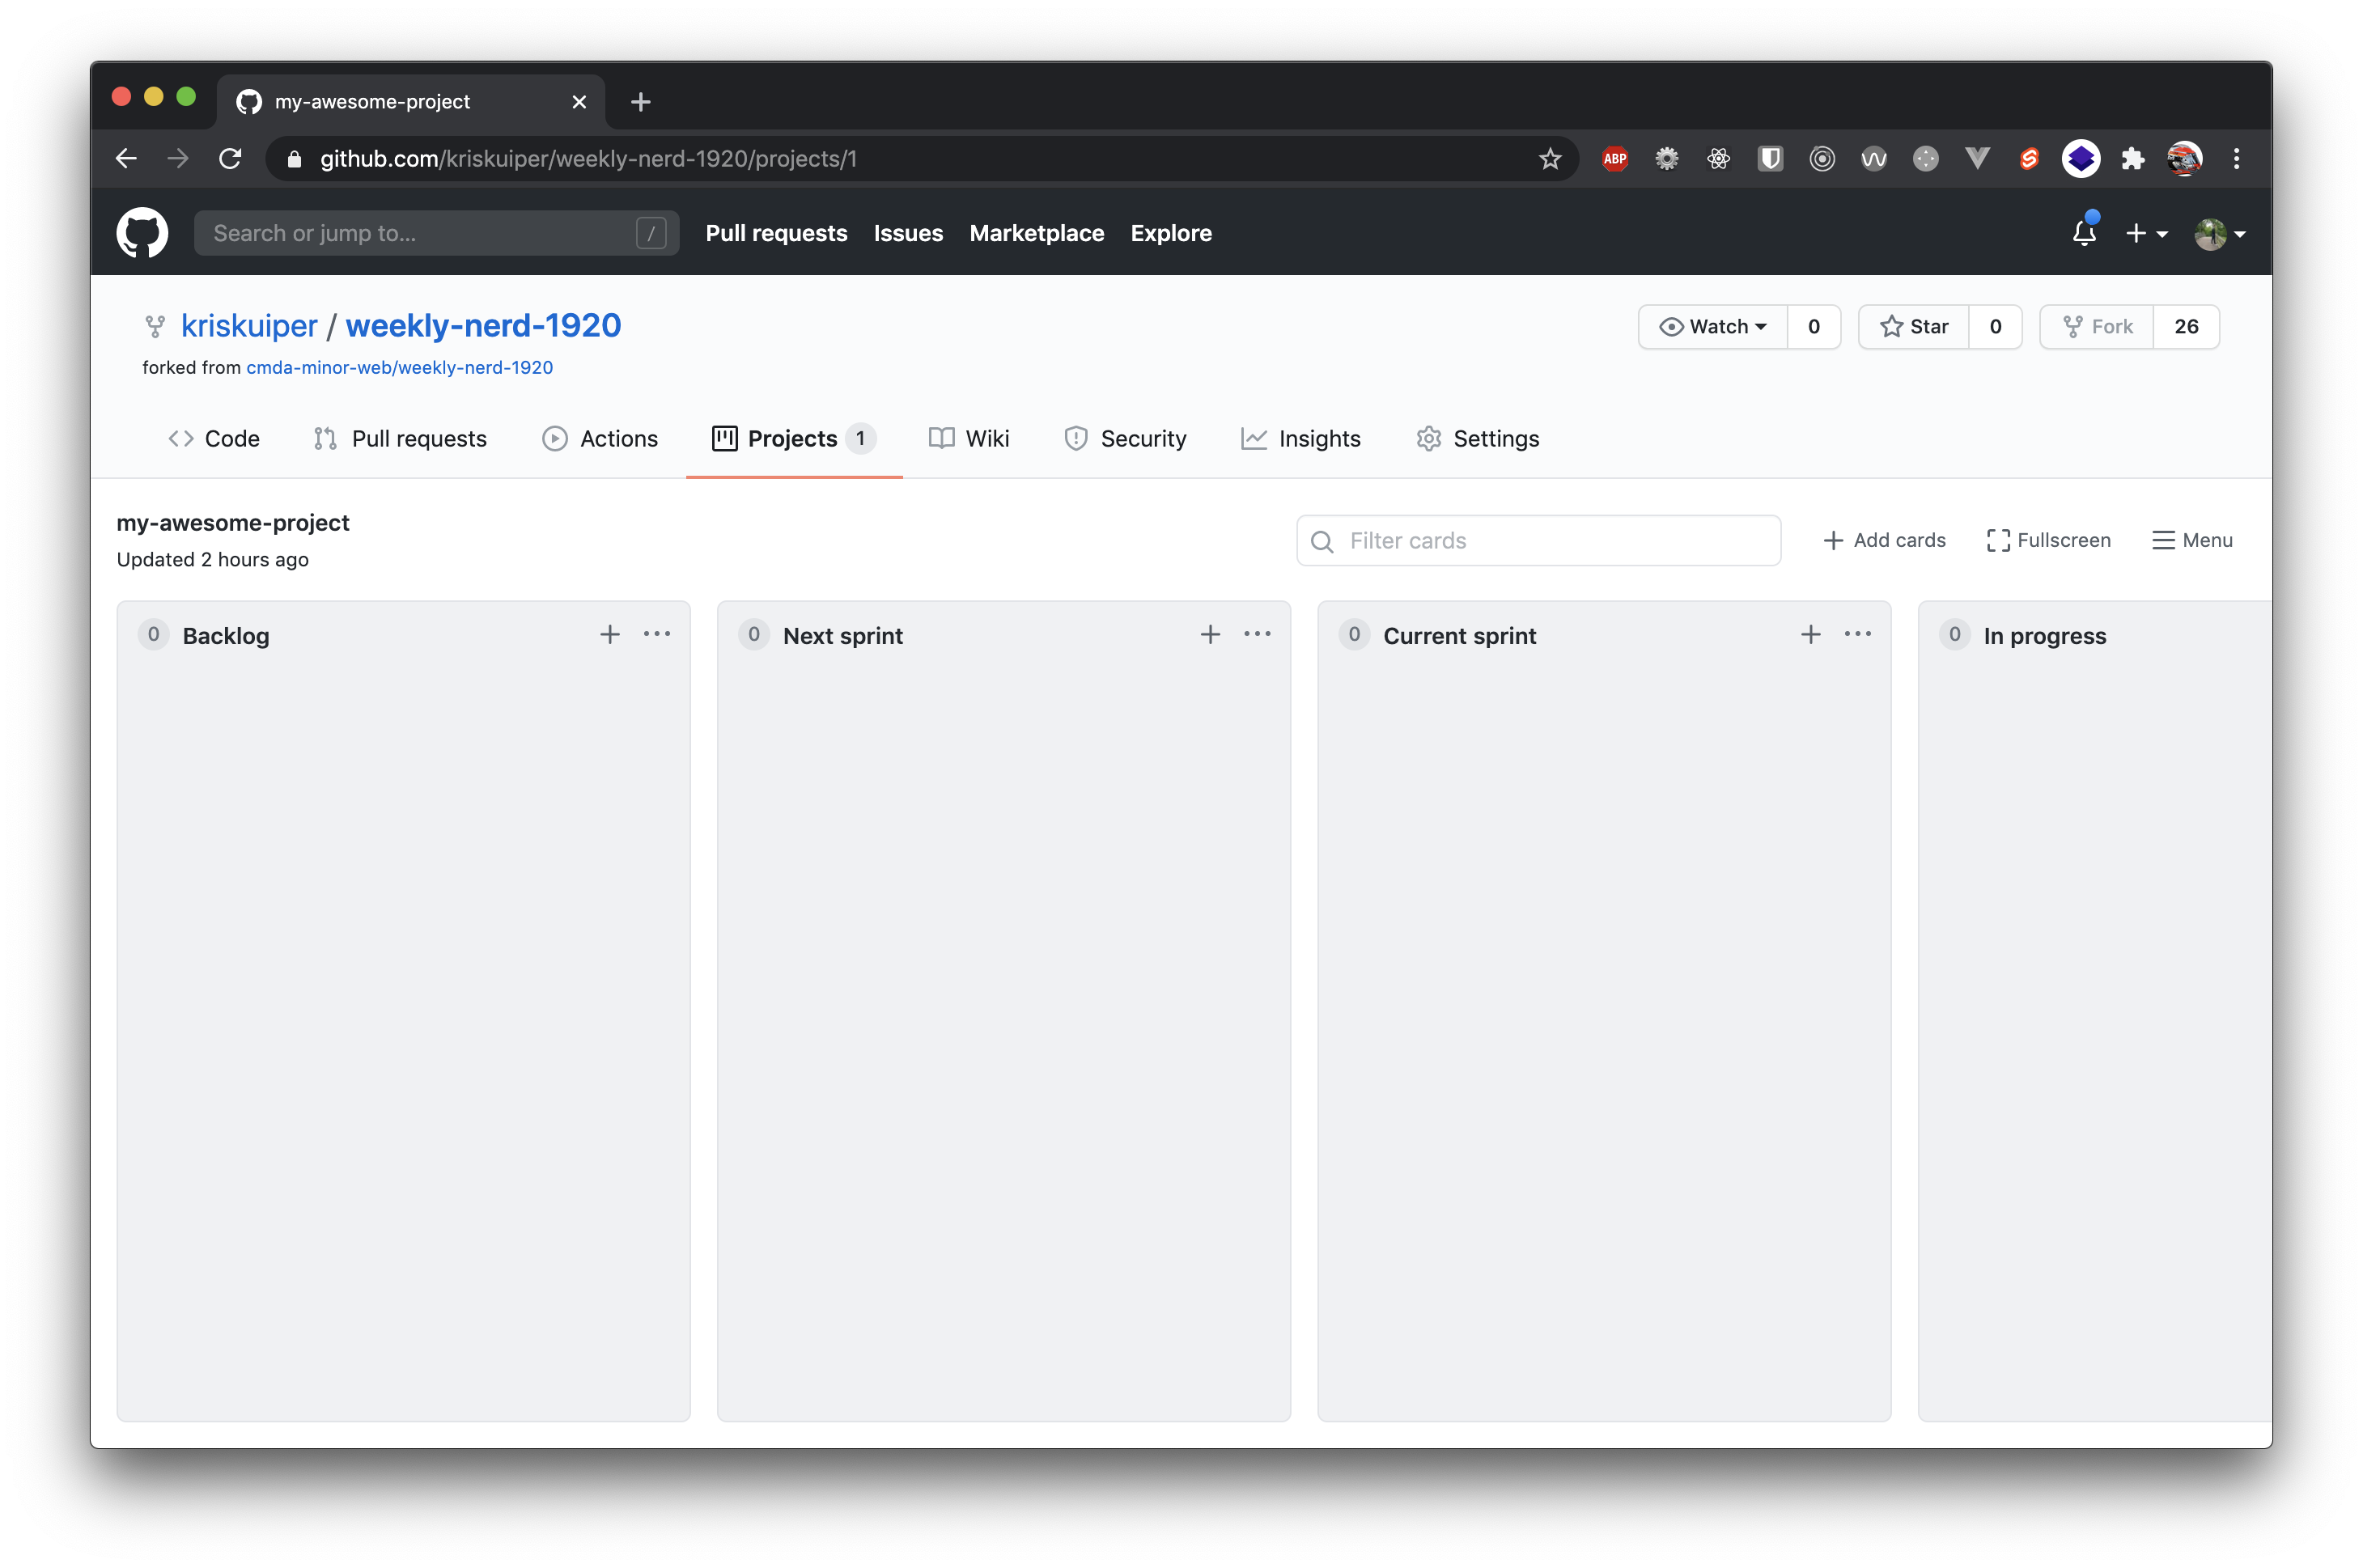 my-awesome-project
github.com/kriskuiper/weekly-nerd-1920/projects/1
ABP
Search or jump to... / Pull requests Issues Marketplace Explore
kriskuiper / weekly-nerd-1920
Watch 0 Star 0 Fork 26
forked from cmda-minor-web/weekly-nerd-1920
Code Pull requests Actions Projects 1 Wiki Security Insights Settings
my-awesome-project
Updated 2 hours ago
Filter cards Add cards Fullscreen Menu
0 Backlog
0 Next sprint
0 Current sprint
0 In progress